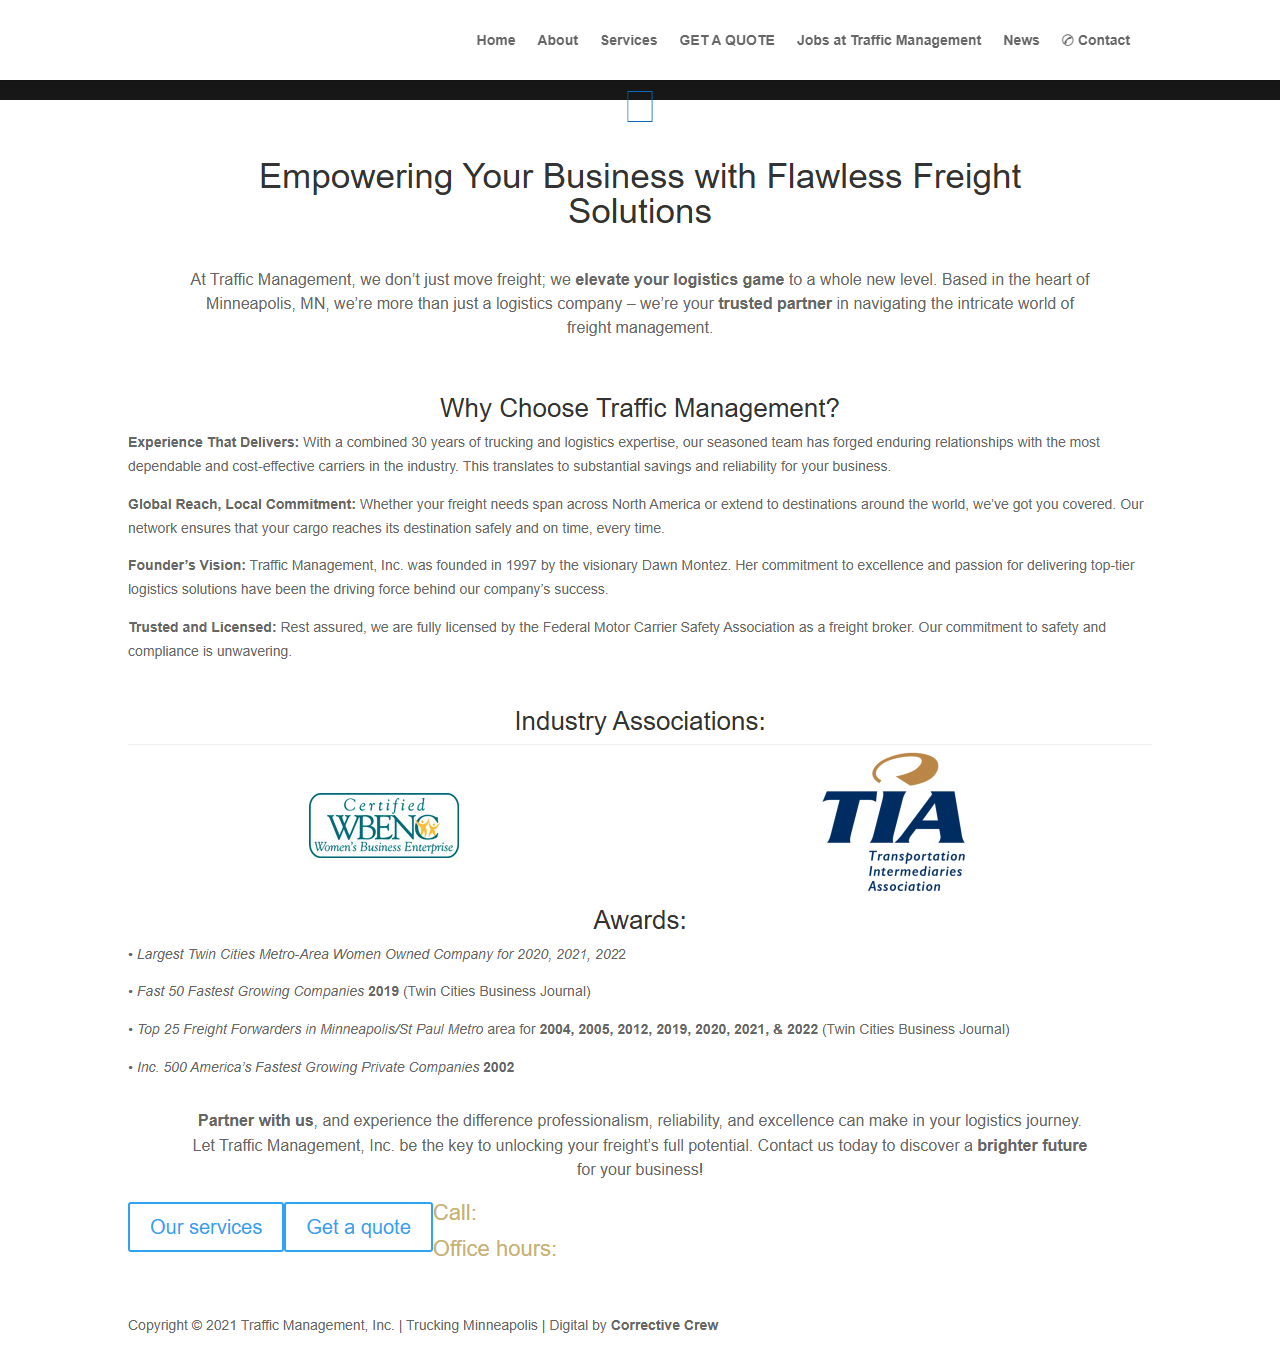 Home About Services GET A QUOTE Jobs at Traffic Management News ✆ Contact
Empowering Your Business with Flawless Freight
Solutions
At Traffic Management, we don’t just move freight; we elevate your logistics game to a whole new level. Based in the heart of
Minneapolis, MN, we’re more than just a logistics company – we’re your trusted partner in navigating the intricate world of
freight management.
Why Choose Traffic Management?
Experience That Delivers: With a combined 30 years of trucking and logistics expertise, our seasoned team has forged enduring relationships with the most
dependable and cost-effective carriers in the industry. This translates to substantial savings and reliability for your business.
Global Reach, Local Commitment: Whether your freight needs span across North America or extend to destinations around the world, we’ve got you covered. Our
network ensures that your cargo reaches its destination safely and on time, every time.
Founder’s Vision: Traffic Management, Inc. was founded in 1997 by the visionary Dawn Montez. Her commitment to excellence and passion for delivering top-tier
logistics solutions have been the driving force behind our company’s success.
Trusted and Licensed: Rest assured, we are fully licensed by the Federal Motor Carrier Safety Association as a freight broker. Our commitment to safety and
compliance is unwavering.
Industry Associations:
Certified
WBENC
Women's Business Enterprise
TIA
Transportation
Intermediaries
Association
Awards:
• Largest Twin Cities Metro-Area Women Owned Company for 2020, 2021, 2022
• Fast 50 Fastest Growing Companies 2019 (Twin Cities Business Journal)
• Top 25 Freight Forwarders in Minneapolis/St Paul Metro area for 2004, 2005, 2012, 2019, 2020, 2021, & 2022 (Twin Cities Business Journal)
• Inc. 500 America’s Fastest Growing Private Companies 2002
Partner with us, and experience the difference professionalism, reliability, and excellence can make in your logistics journey.
Let Traffic Management, Inc. be the key to unlocking your freight’s full potential. Contact us today to discover a brighter future
for your business!
Our services Get a quote Call:
Office hours:
Copyright © 2021 Traffic Management, Inc. | Trucking Minneapolis | Digital by Corrective Crew